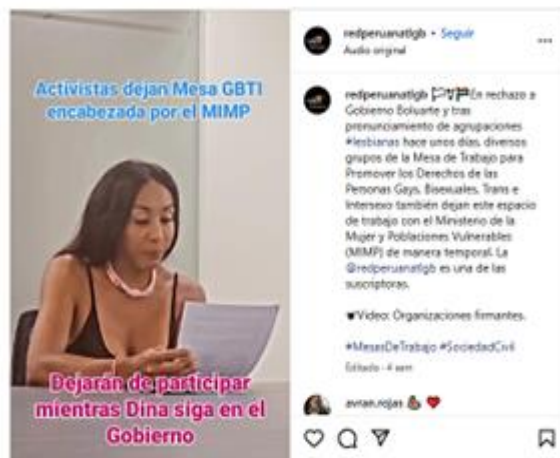 Activistas dejan Mesa GBTI
encabezada por el MIMP
Dejarán de participar
mientras Dina siga en el
Gobierno
redperuanatlgb • Seguir
Audio original
redperuanatlgb En rechazo a
Gobierno Boluarte y tras
pronunciamiento de agrupaciones
#lesbianas hace unos días, diversos
grupos de la Mesa de Trabajo para
Promover los Derechos de las
Personas Gays, Bisexuales, Trans e
Intersexo también dejan este espacio
de trabajo con el Ministerio de la
Mujer y Poblaciones Vulnerables
(MIMP) de manera temporal. La
@redperuanatlgb es una de las
suscriptoras.
Video: Organizaciones firmantes.
#MesasDeTrabajo #SociedadCivil
Editado · 4 sem
avran.rojas